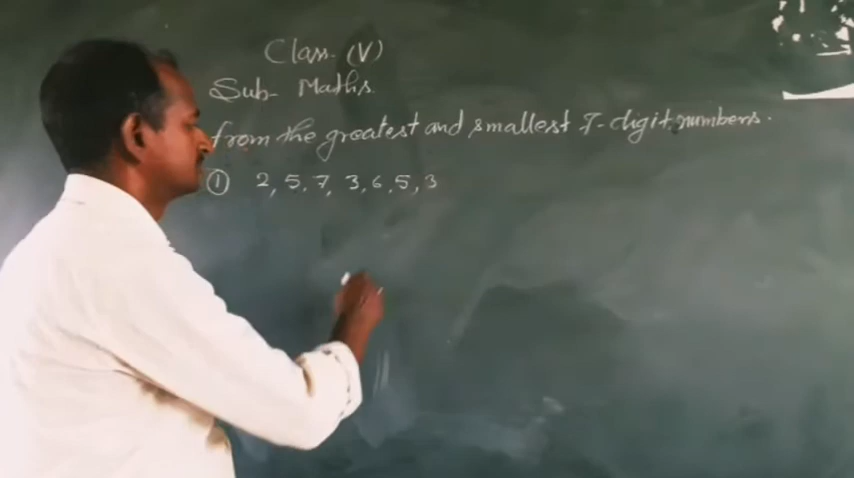 Class- (V)
Sub- Maths.
from the greatest and smallest 7-digit numbers.
① 2, 5, 7, 3, 6, 5, 3